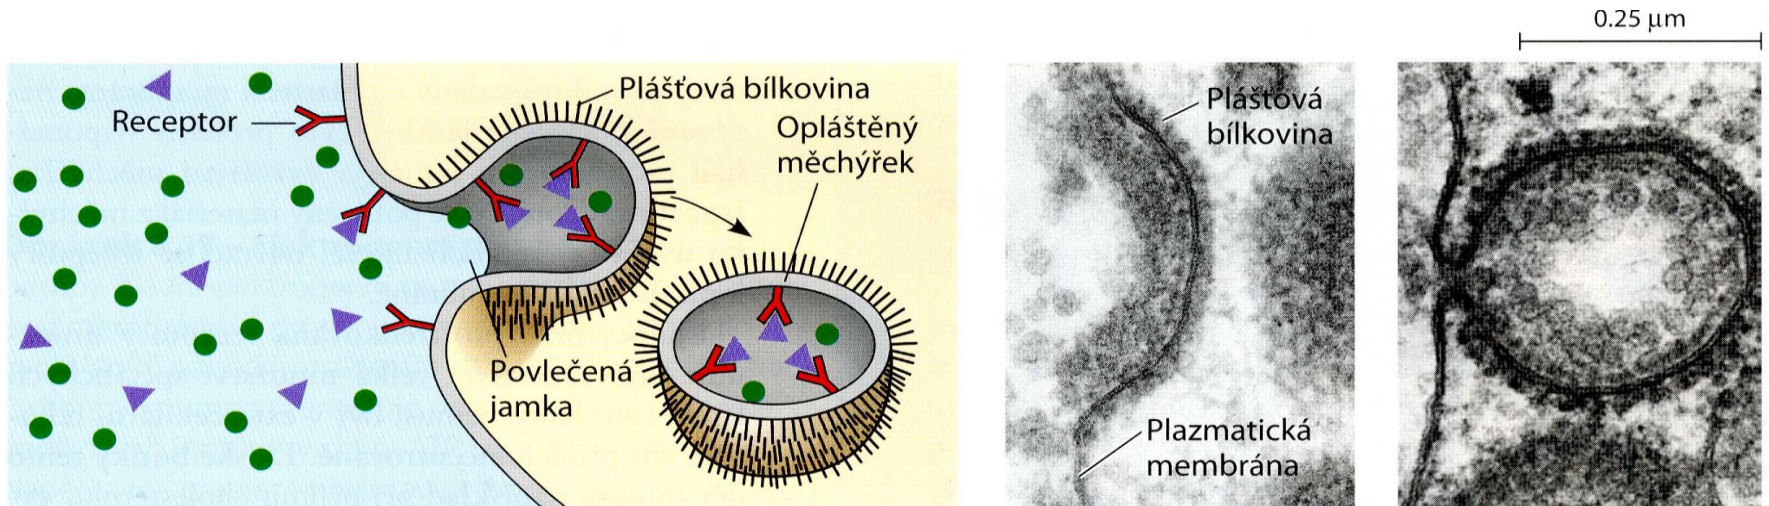 0.25 μm
Receptor
Plášťová bílkovina
Opláštěný
měchýřek
Povlečená
jamka
Plášťová
bílkovina
Plazmatická
membrána